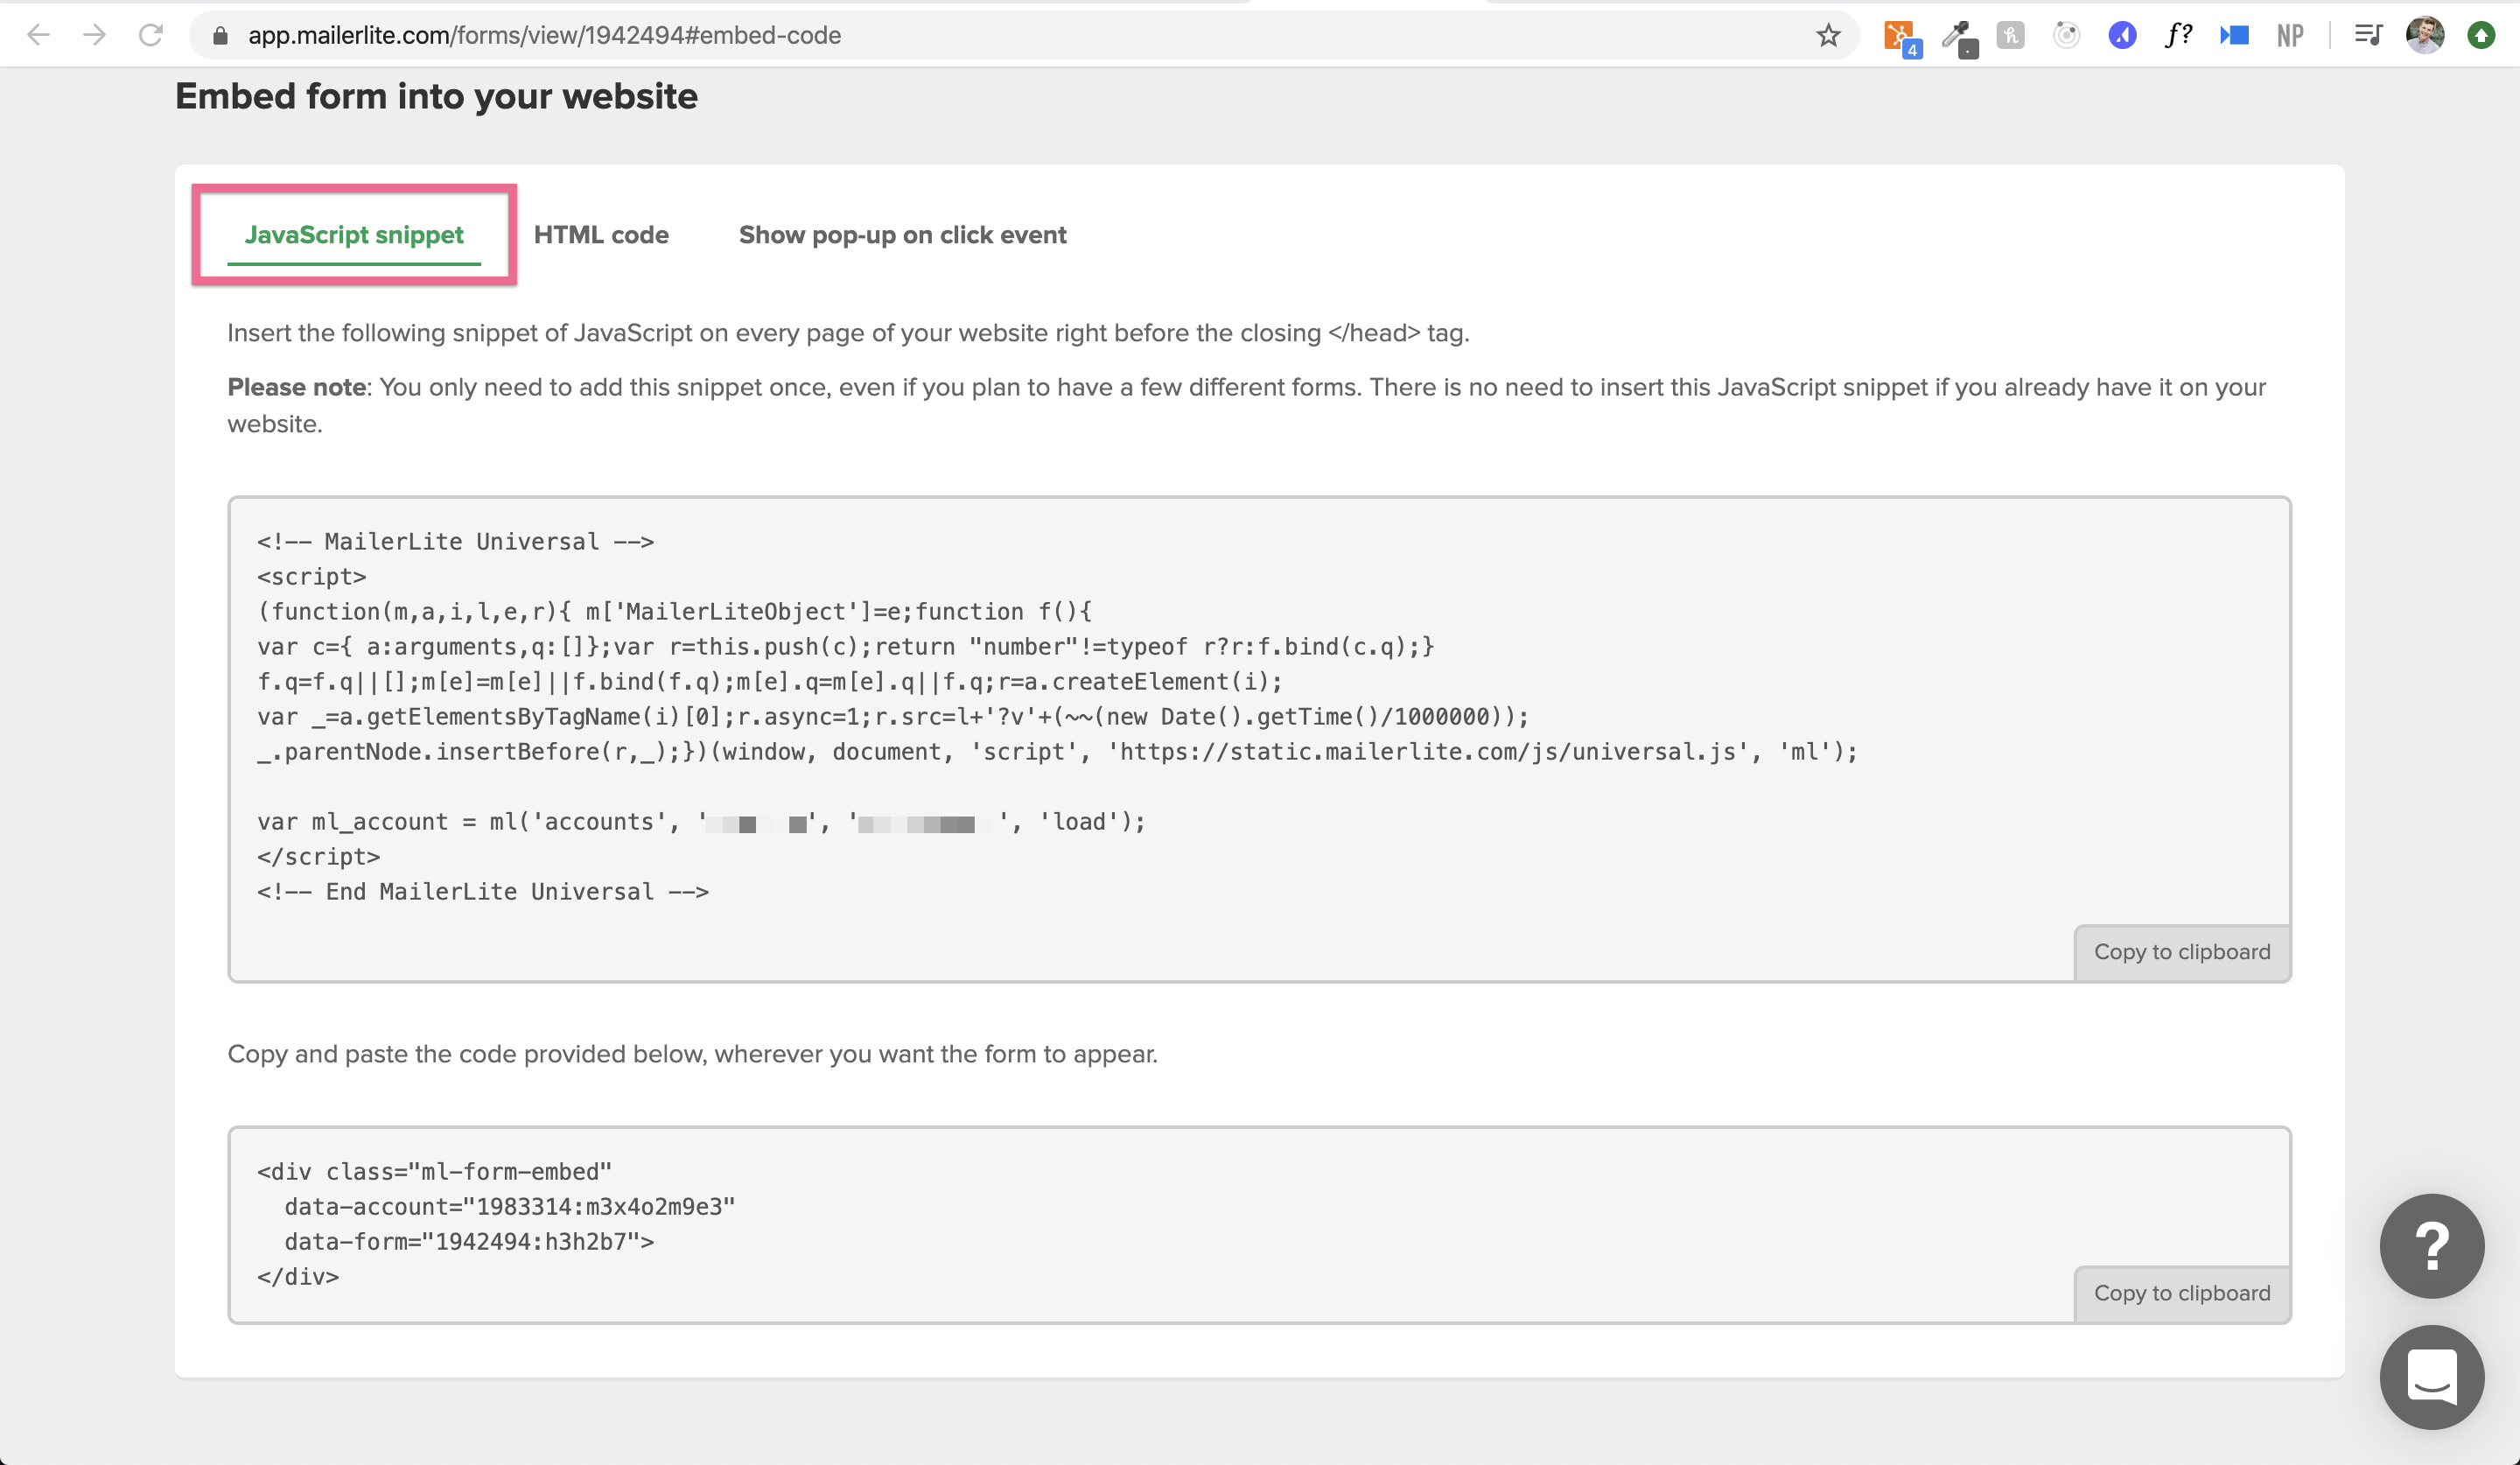 app.mailerlite.com/forms/view/1942494#embed-code
4
f?
NP
Embed form into your website
JavaScript snippet
HTML code
Show pop-up on click event
Insert the following snippet of JavaScript on every page of your website right before the closing </head> tag.
Please note: You only need to add this snippet once, even if you plan to have a few different forms. There is no need to insert this JavaScript snippet if you already have it on your
website.
<!-- MailerLite Universal -->
<script>
(function(m,a,i,l,e,r){ m['MailerLiteObject']=e;function f(){
var c={ a:arguments,q:[]};var r=this.push(c);return "number"!=typeof r?r:f.bind(c.q);}
f.q=f.q||[];m[e]=m[e]||f.bind(f.q);m[e].q=m[e].q||f.q;r=a.createElement(i);
var _=a.getElementsByTagName(i)[0];r.async=1;r.src=l+'?v'+(~~(new Date().getTime()/1000000));
_.parentNode.insertBefore(r,_);})(window, document, 'script', 'https://static.mailerlite.com/js/universal.js', 'ml');
var ml_account = ml('accounts', '', '', 'load');
</script>
<!-- End MailerLite Universal -->
Copy to clipboard
Copy and paste the code provided below, wherever you want the form to appear.
<div class="ml-form-embed"
data-account="1983314:m3x4o2m9e3"
data-form="1942494:h3h2b7">
</div>
Copy to clipboard
?